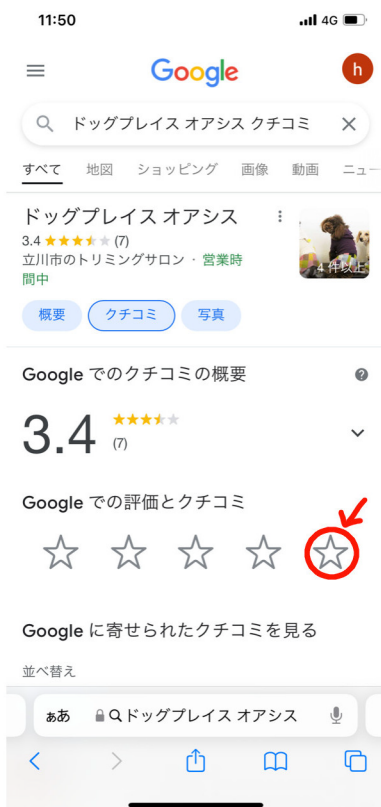 11:50 4G
Google h
ドッグプレイス オアシス クチコミ
すべて 地図 ショッピング 画像 動画 ニュー
ドッグプレイス オアシス
3.4 (7)
立川市のトリミングサロン・営業時
間中
4 件以上
概要 クチコミ 写真
Google でのクチコミの概要
3.4
(7)
Google での評価とクチコミ
Google に寄せられたクチコミを見る
並べ替え
ぁあ ドッグプレイス オアシス